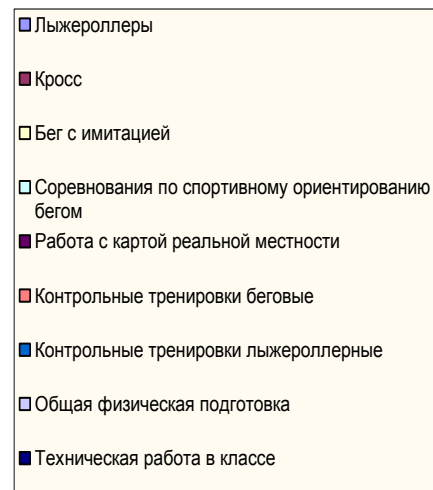 Лыжероллеры
Кросс
Бег с имитацией
Соревнования по спортивному ориентированию
бегом
Работа с картой реальной местности
Контрольные тренировки беговые
Контрольные тренировки лыжероллерные
Общая физическая подготовка
Техническая работа в классе